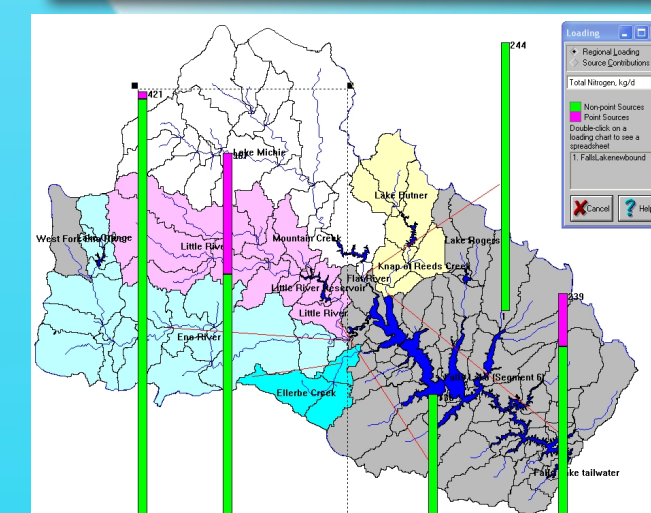 244
Loading
Regional Loading
Source Contributions
Total Nitrogen, kg/d
Non-point Sources
Point Sources
Double-click on a
loading chart to see a
spreadsheet
1. FallsLakenewbound
Cancel
Help
421
Lake Michie
Lake Butner
West Fork Eno River
Little River
Mountain Creek
Lake Rogers
Knap of Reeds Creek
Flat River
Little River Reservoir
Little River
239
Eno River
(Segment 6)
Ellerbe Creek
Falls Lake tailwater